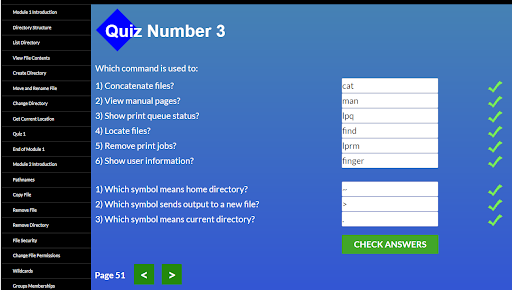 Module 1 Introduction
Directory Structure
List Directory
View File Contents
Create Directory
Move and Rename File
Change Directory
Get Current Location
Quiz 1
End of Module 1
Module 2 Introduction
Pathnames
Copy File
Remove File
Remove Directory
File Security
Change File Permissions
Wildcards
Groups Memberships
Quiz Number 3
Which command is used to:
1) Concatenate files? cat
2) View manual pages? man
3) Show print queue status? lpq
4) Locate files? find
5) Remove print jobs? lprm
6) Show user information? finger
1) Which symbol means home directory? ~
2) Which symbol sends output to a new file? >
3) Which symbol means current directory? .
CHECK ANSWERS
Page 51 < >